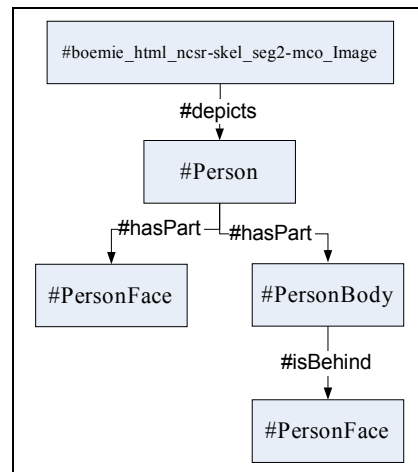 #boemie_html_ncsr-skel_seg2-mco_Image
#depicts
#Person
#hasPart #hasPart
#PersonFace #PersonBody
#isBehind
#PersonFace